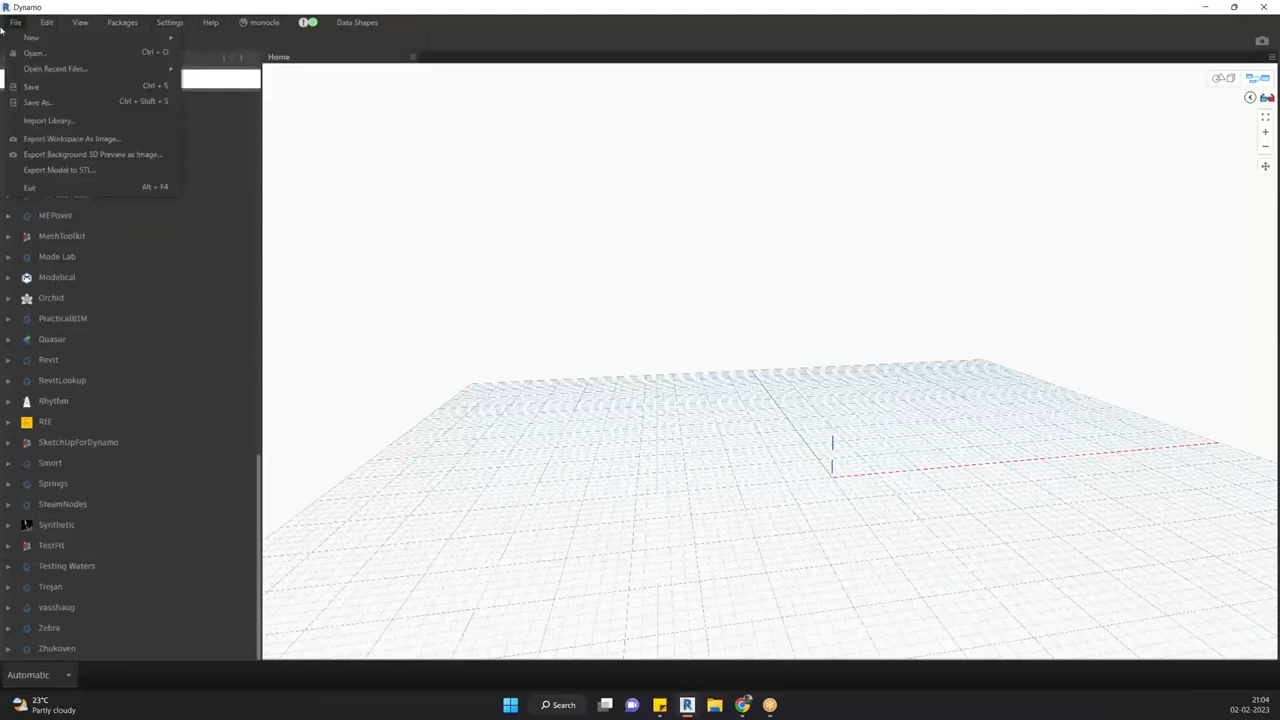 Dynamo
File Edit View Packages Settings Help monocle Data Shapes
New
Open... Ctrl + O
Open Recent Files...
Save Ctrl + S
Save As... Ctrl + Shift + S
Import Library...
Export Workspace As Image...
Export Background 3D Preview as Image...
Export Model to STL...
Exit Alt + F4
Home
MEPover
MeshToolkit
Mode Lab
Modelical
Orchid
PracticalBIM
Quasar
Revit
RevitLookup
Rhythm
RIE
SketchUpForDynamo
Smort
Springs
SteamNodes
Synthetic
TestFit
Testing Waters
Trojan
vasshaug
Zebra
Zhukoven
Automatic
23°C
Partly cloudy
Search
21:04
02-02-2023